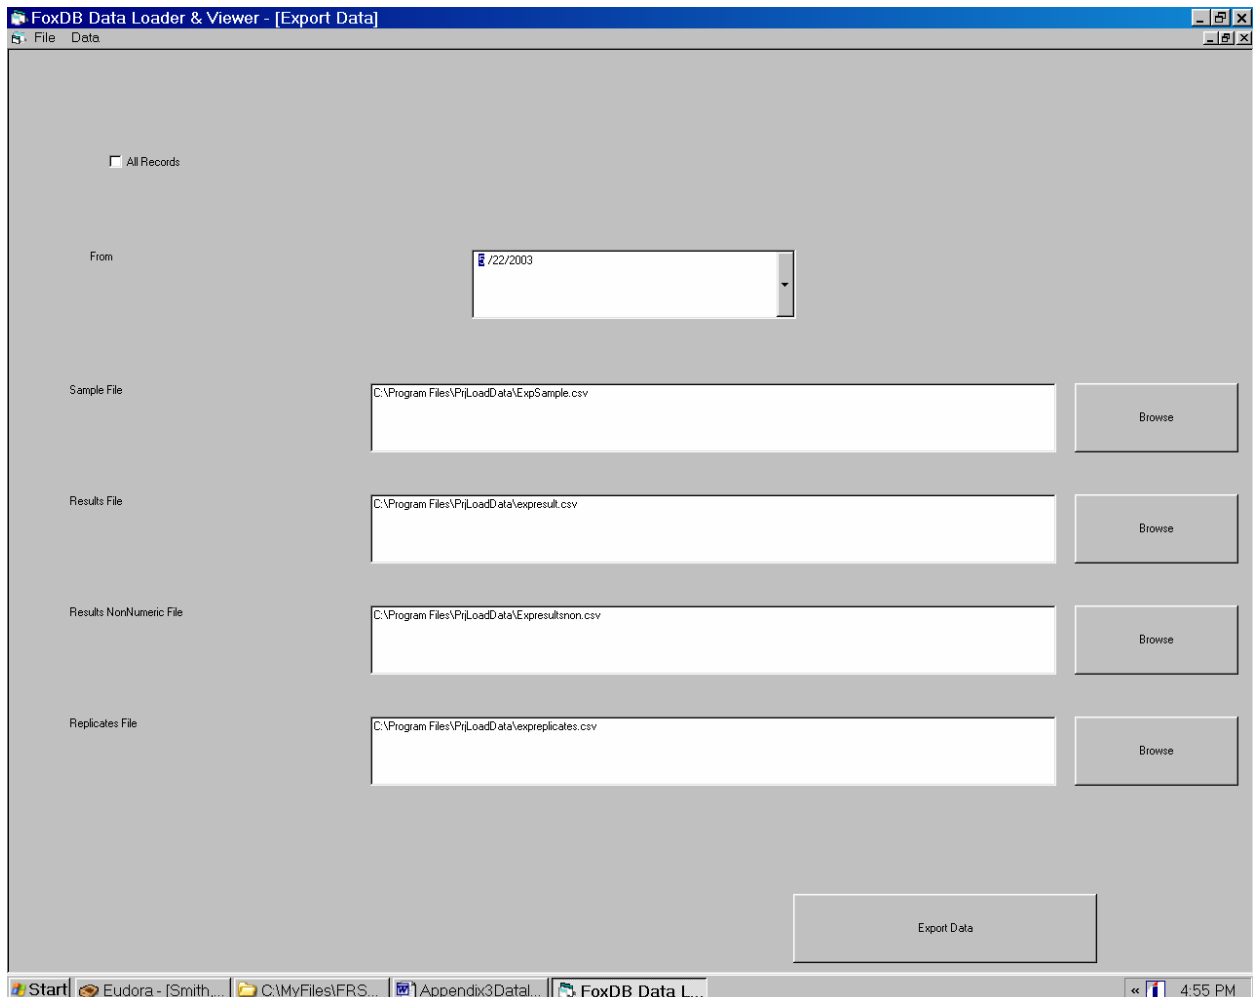 FoxDB Data Loader & Viewer - [Export Data]
File Data
All Records
From
5 /22/2003
Sample File
C:\Program Files\PrjLoadData\ExpSample.csv
Browse
Results File
C:\Program Files\PrjLoadData\expresult.csv
Browse
Results NonNumeric File
C:\Program Files\PrjLoadData\Expresultsnon.csv
Browse
Replicates File
C:\Program Files\PrjLoadData\expreplicates.csv
Browse
Export Data
Start Eudora - [Smith,... C:\MyFiles\FRS... Appendix3Datal... FoxDB Data L... « 4:55 PM